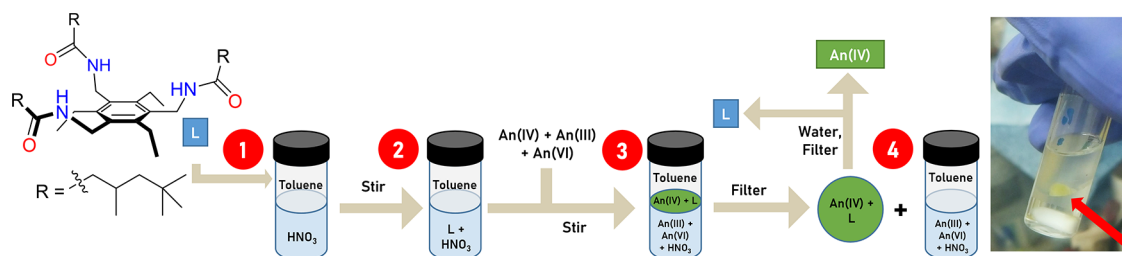 R
R
R
O
NH
NH
O
H
N
O
L
R =
1
Toluene
HNO₃
Stir
2
Toluene
L +
HNO₃
An(IV) + An(III)
+ An(VI)
Stir
3
Toluene
An(IV) + L
An(III) +
An(VI)
+ HNO₃
Filter
An(IV)
L
Water,
Filter
An(IV) +
L
+
4
Toluene
An(III) +
An(VI)
+ HNO₃